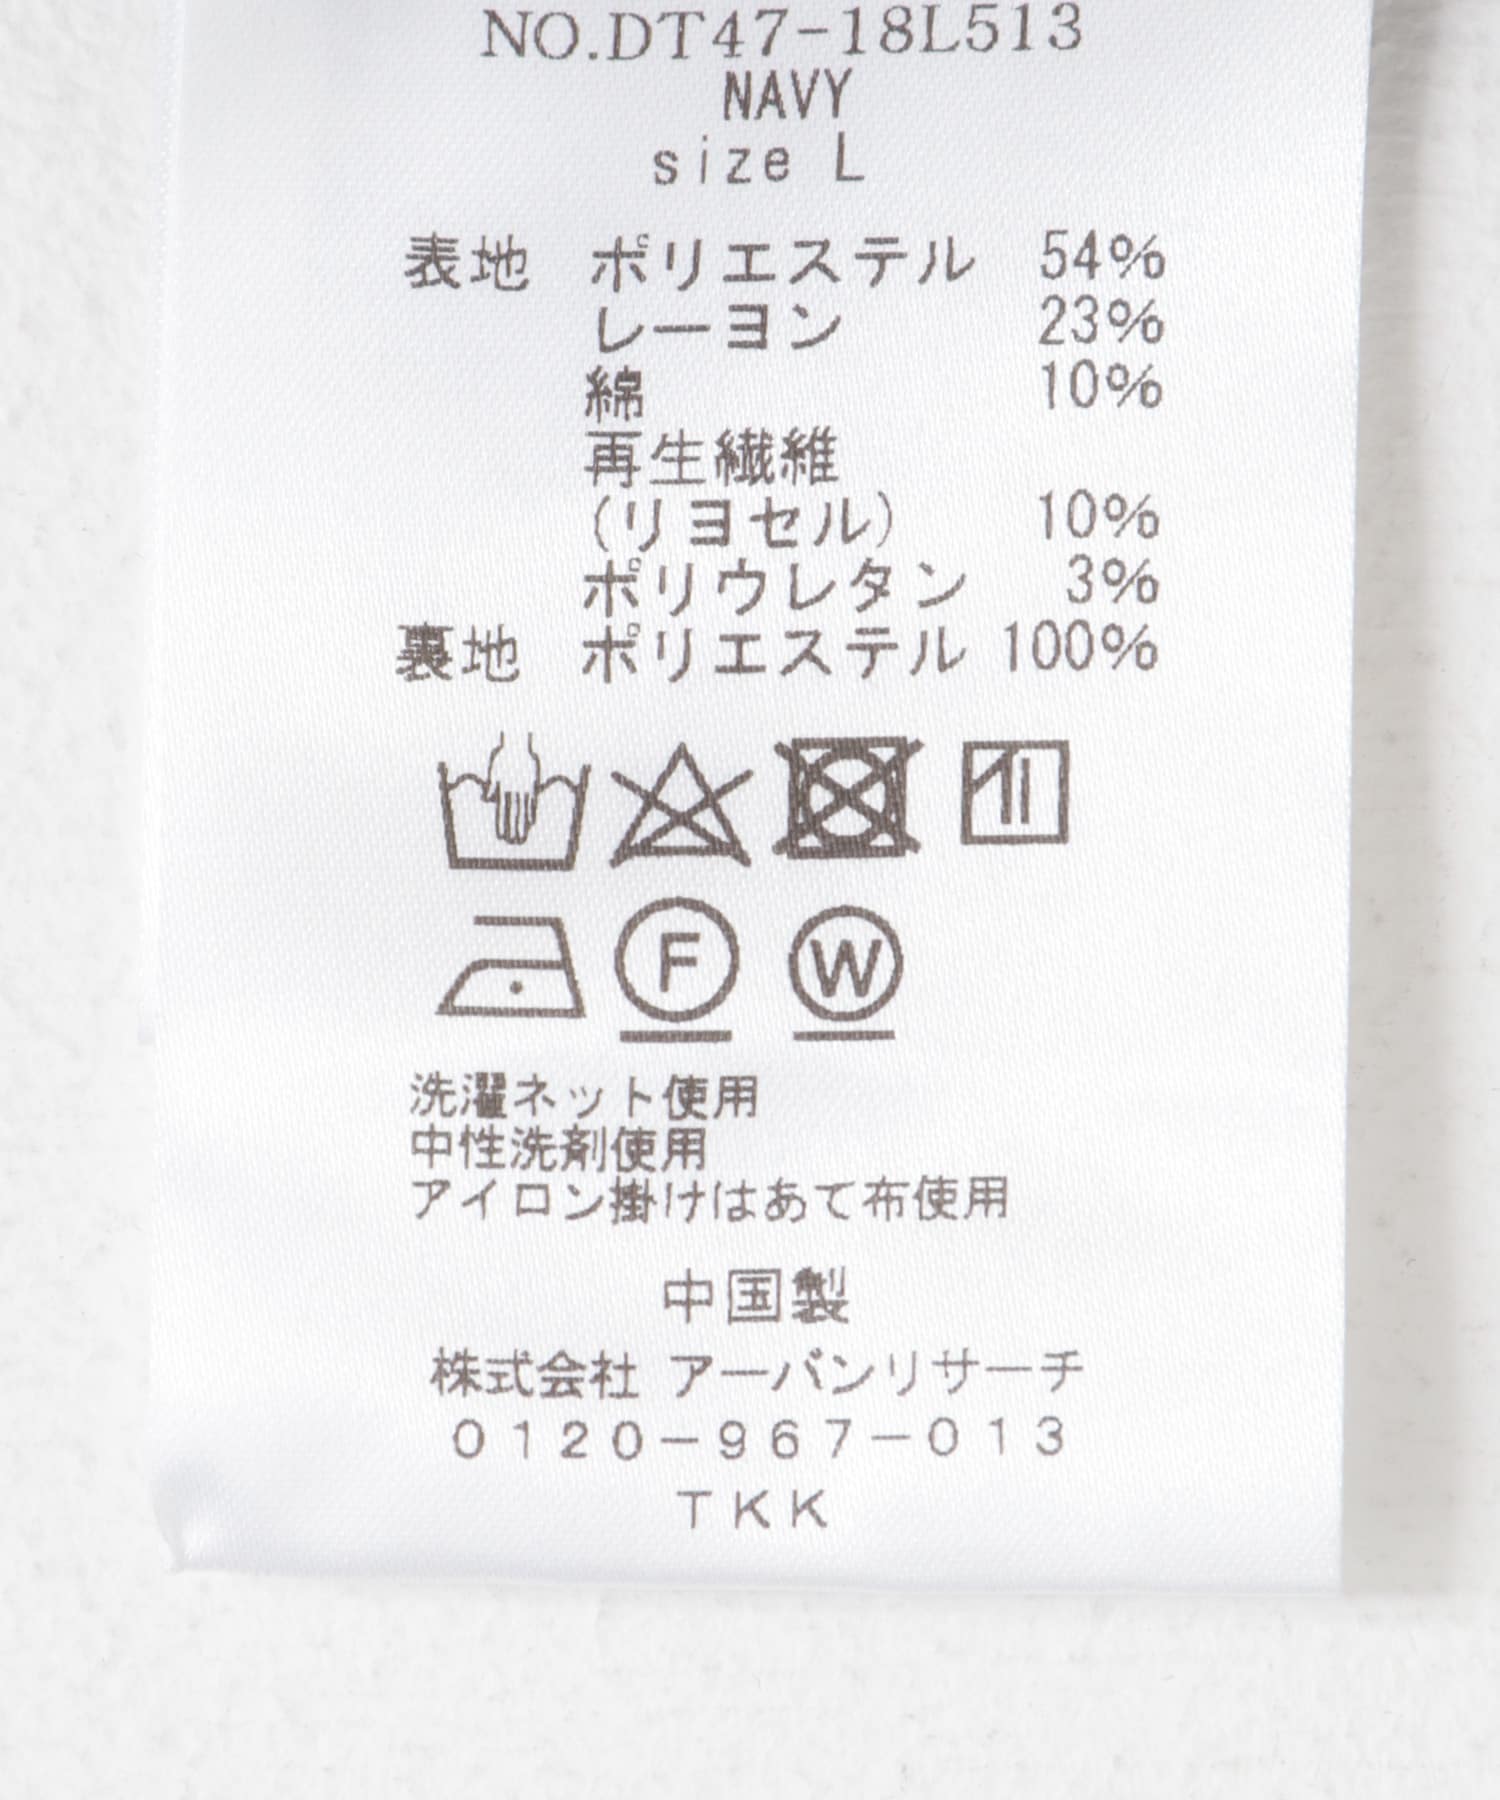 NO.DT47-18L513
NAVY
size L
表地 ポリエステル 54%
レーヨン 23%
綿 10%
再生繊維
(リヨセル) 10%
ポリウレタン 3%
裏地 ポリエステル 100%
F W
洗濯ネット使用
中性洗剤使用
アイロン掛けはあて布使用
中国製
株式会社 アーバンリサーチ
0120-967-013
TKK